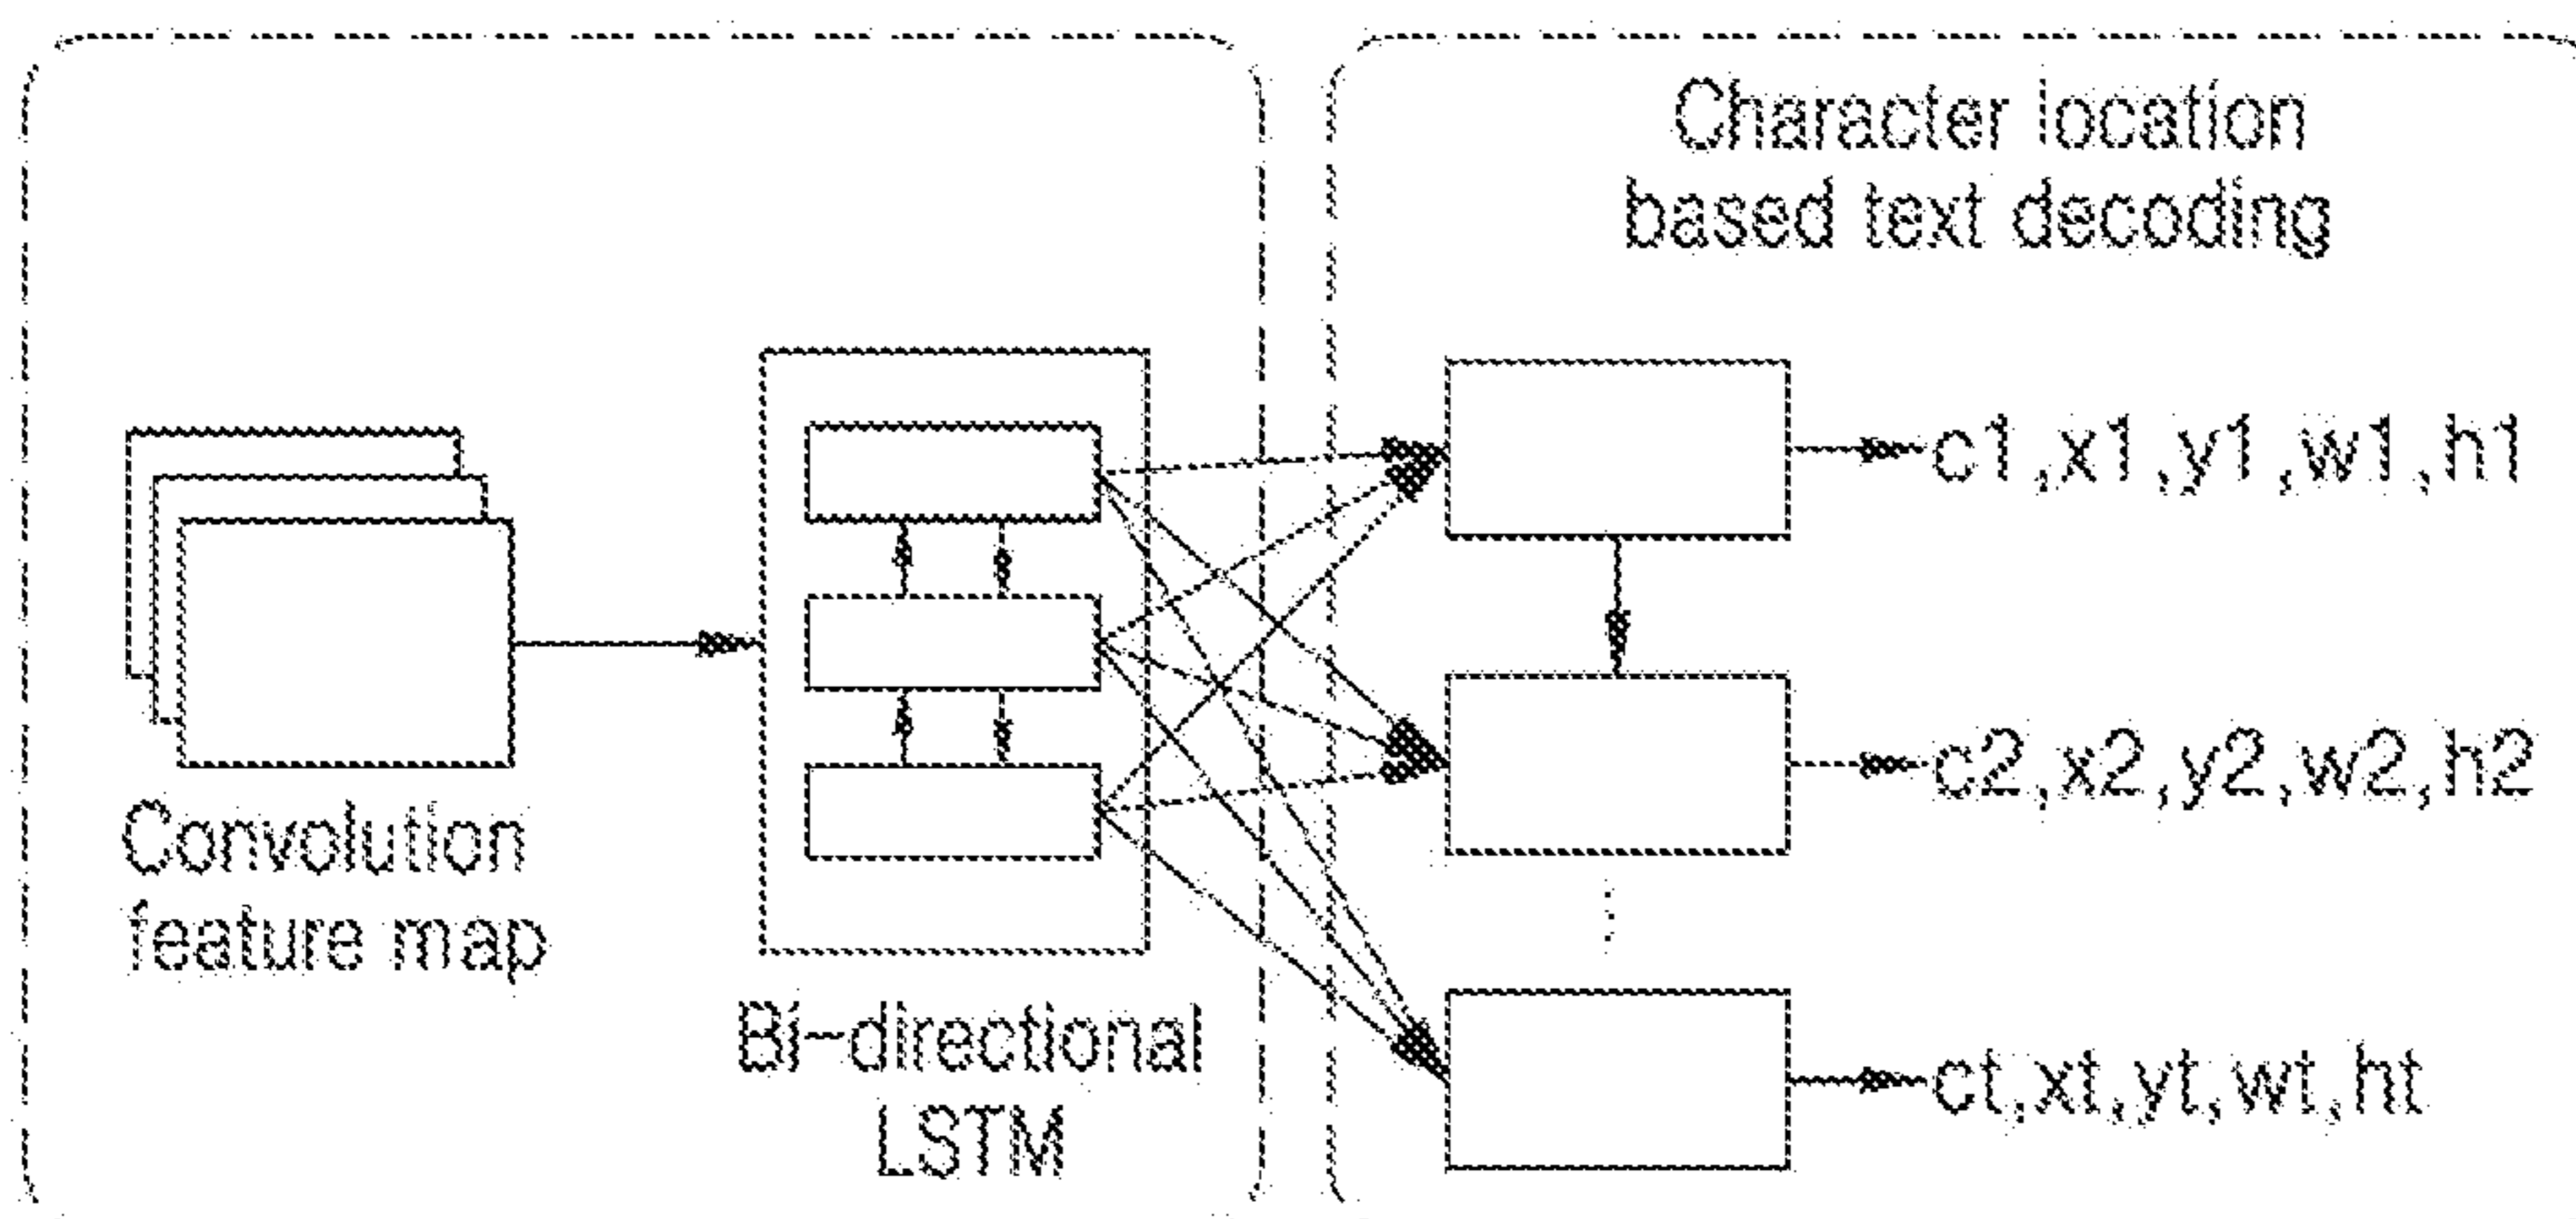 Character location
based text decoding
c1,x1,y1,w1,h1
c2,x2,y2,w2,h2
ct,xt,yt,wt,ht
Convolution
feature map
Bi-directional
LSTM